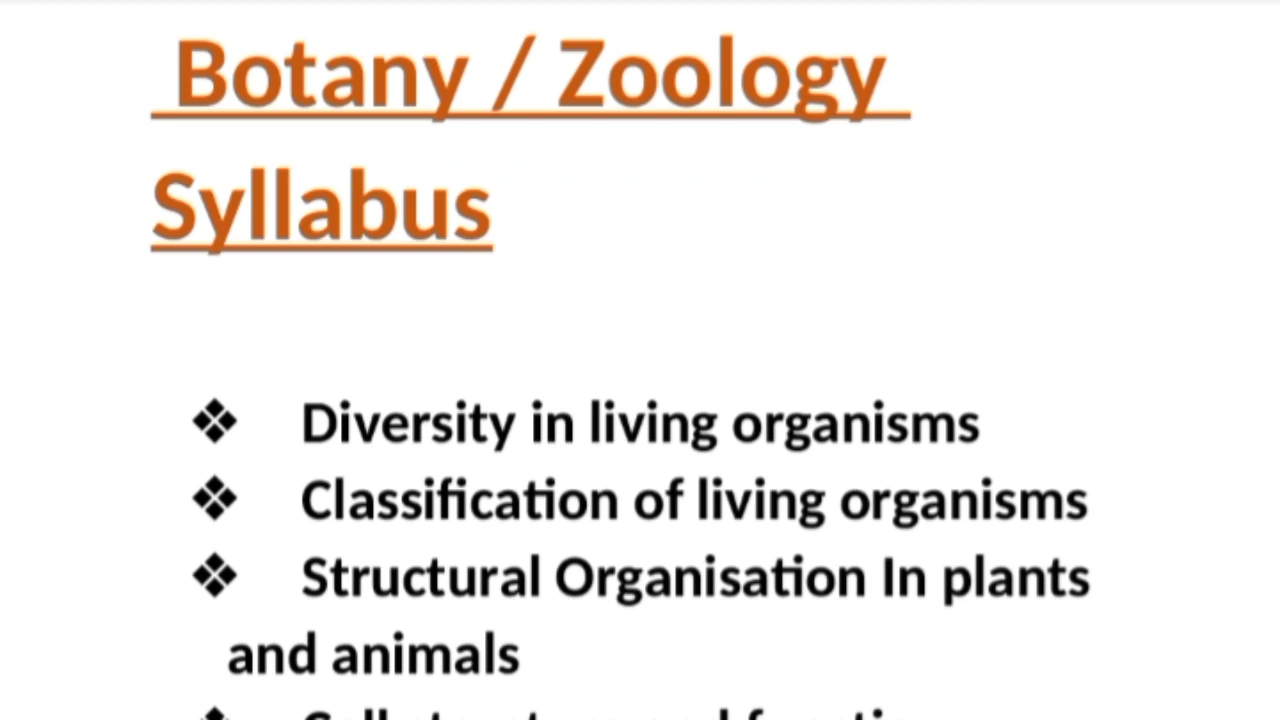 Botany / Zoology
Syllabus
❖ Diversity in living organisms
❖ Classification of living organisms
❖ Structural Organisation In plants
and animals